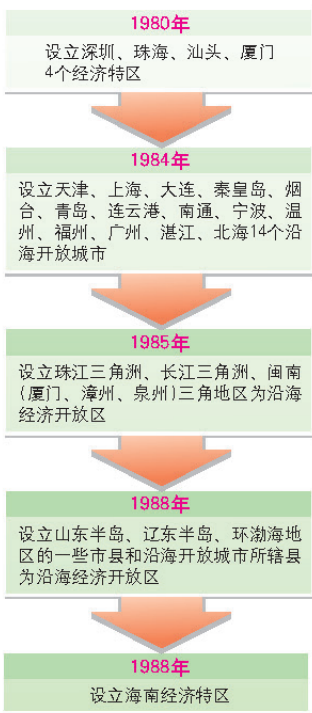 1980年
设立深圳、珠海、汕头、厦门
4个经济特区
1984年
设立天津、上海、大连、秦皇岛、烟
台、青岛、连云港、南通、宁波、温
州、福州、广州、湛江、北海14个沿
海开放城市
1985年
设立珠江三角洲、长江三角洲、闽南
(厦门、漳州、泉州)三角地区为沿海
经济开放区
1988年
设立山东半岛、辽东半岛、环渤海地
区的一些市县和沿海开放城市所辖县
为沿海经济开放区
1988年
设立海南经济特区